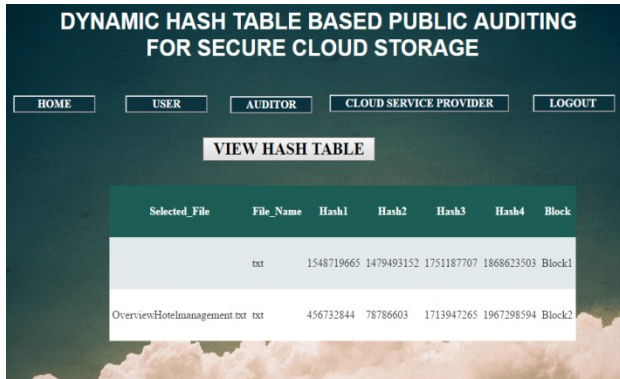 DYNAMIC HASH TABLE BASED PUBLIC AUDITING
FOR SECURE CLOUD STORAGE
HOME USER AUDITOR CLOUD SERVICE PROVIDER LOGOUT
VIEW HASH TABLE
Selected_File File_Name Hash1 Hash2 Hash3 Hash4 Block
txt 1548719665 1479493152 1751187707 1868623503 Block1
OverviewHotelmanagement.txt txt 456732844 78786603 1713947265 1967298594 Block2